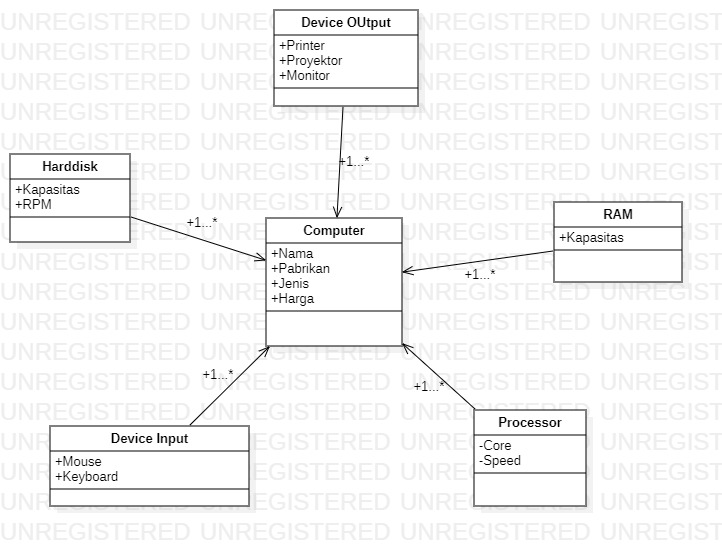 Device OUtput
+Printer
+Proyektor
+Monitor
+1...*
Harddisk
+Kapasitas
+RPM
+1...*
Computer
+Nama
+Pabrikan
+Jenis
+Harga
RAM
+Kapasitas
+1...*
+1...*
Device Input
+Mouse
+Keyboard
+1...*
Processor
-Core
-Speed
UNREGISTERED